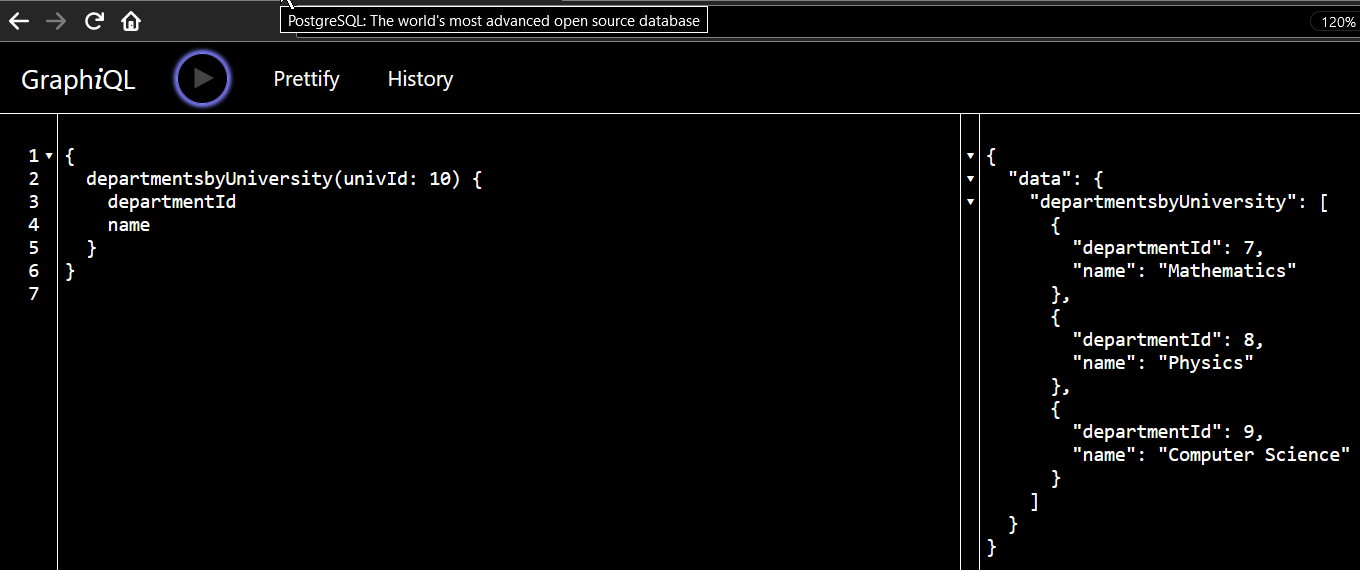 PostgreSQL: The world's most advanced open source database
120%
GraphiQL Prettify History
1 {
2   departmentsbyUniversity(univId: 10) {
3     departmentId
4     name
5   }
6 }
7
{
  "data": {
    "departmentsbyUniversity": [
      {
        "departmentId": 7,
        "name": "Mathematics"
      },
      {
        "departmentId": 8,
        "name": "Physics"
      },
      {
        "departmentId": 9,
        "name": "Computer Science"
      }
    ]
  }
}